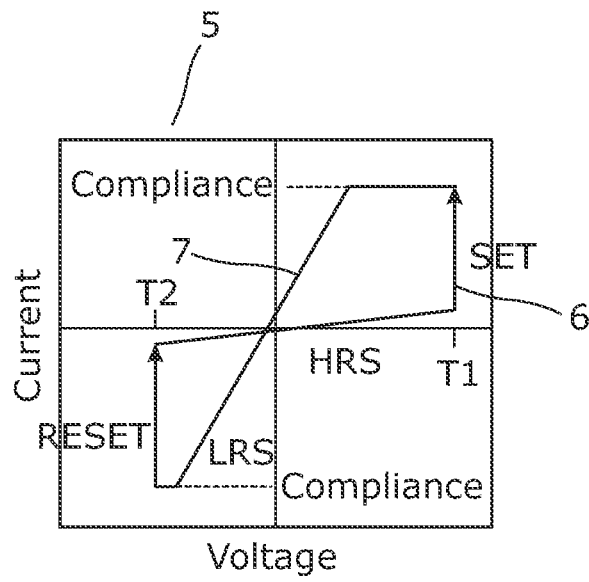 5
Compliance
7
SET
T2
6
Current
HRS
T1
RESET
LRS
Compliance
Voltage